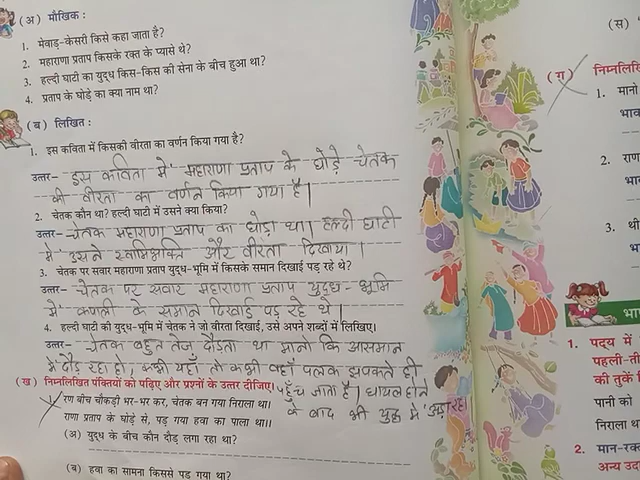 (अ) मौखिक :
1. मेवाड़-केसरी किसे कहा जाता है?
2. महाराणा प्रताप किसके रक्त के प्यासे थे?
3. हल्दी घाटी का युद्ध किस-किस की सेना के बीच हुआ था?
4. प्रताप के घोड़े का क्या नाम था?
(ब) लिखित :
1. इस कविता में किसकी वीरता का वर्णन किया गया है?
उत्तर- इस कविता में महाराणा प्रताप के घोड़े चेतक
की वीरता का वर्णन किया गया है।
2. चेतक कौन था? हल्दी घाटी में उसने क्या किया?
उत्तर- चेतक महाराणा प्रताप का घोड़ा था। हल्दी घाटी
में उसने स्वामिभक्ति और वीरता दिखाया।
3. चेतक पर सवार महाराणा प्रताप युद्ध-भूमि में किसके समान दिखाई पड़ रहे थे?
उत्तर- चेतक पर सवार महाराणा प्रताप युद्ध-भूमि
में कपाली के समान दिखाई पड़ रहे थे।
4. हल्दी घाटी की युद्ध-भूमि में चेतक ने जो वीरता दिखाई, उसे अपने शब्दों में लिखिए।
उत्तर- चेतक बहुत तेज दौड़ता था मानो कि आसमान
में दौड़ रहा हो, कभी यहाँ तो कभी वहाँ पलक झपकते ही
पहुँच जाता है। घायल होने
के बाद भी युद्ध में अड़ा रहा।
(ख) निम्नलिखित पंक्तियों को पढ़िए और प्रश्नों के उत्तर दीजिए।
रण बीच चौकड़ी भर-भर कर, चेतक बन गया निराला था।
राणा प्रताप के घोड़े से, पड़ गया हवा का पाला था॥
(अ) युद्ध के बीच कौन दौड़ लगा रहा था?
(ब) हवा का सामना किससे पड़ गया था?
(स)
(ग) निम्नलिखि
1. मानो
भाव
2. राण
भा
3. थी
भा
भाष
1. पद्य में
पहली-ती
की तुकें
पानी को
निराला था
2. मान-रक्
अन्य उदा